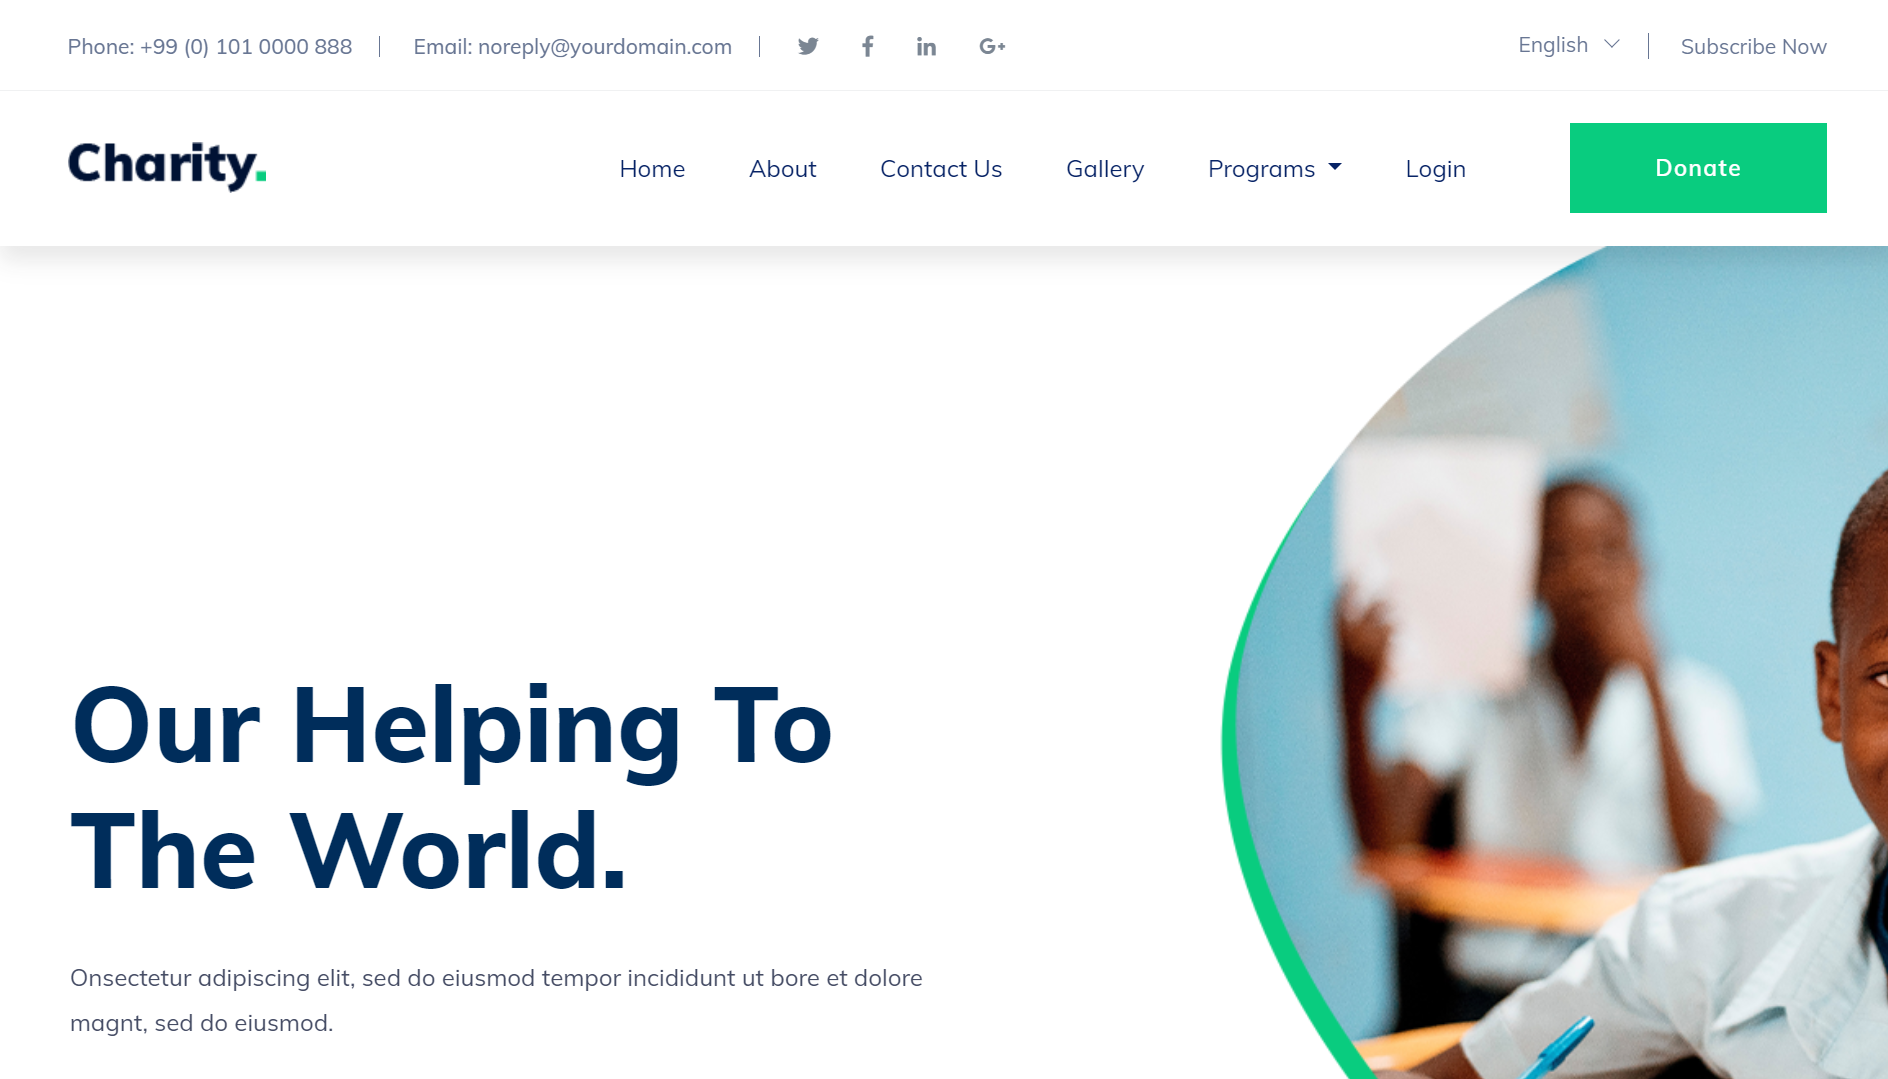 Phone: +99 (0) 101 0000 888
Email: noreply@yourdomain.com
English
Subscribe Now
Charity.
Home
About
Contact Us
Gallery
Programs
Login
Donate
Our Helping To
The World.
Onsectetur adipiscing elit, sed do eiusmod tempor incididunt ut bore et dolore
magnt, sed do eiusmod.